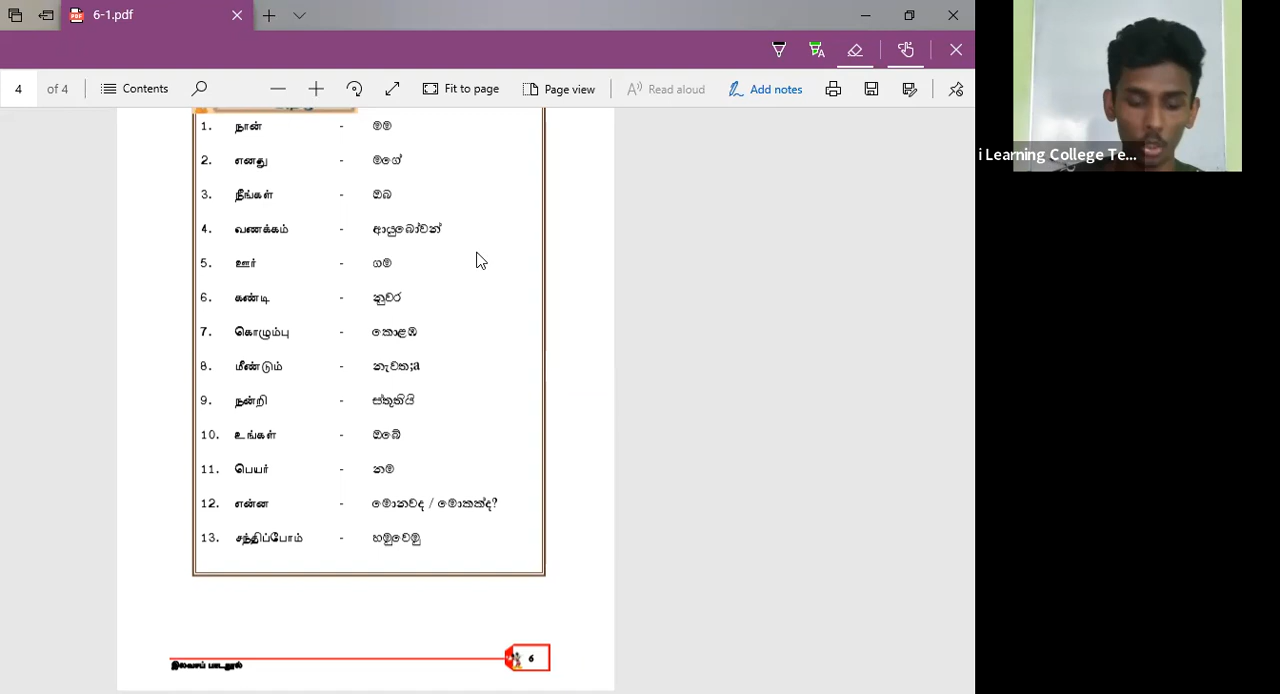 6-1.pdf
4 of 4 Contents Fit to page Page view Read aloud Add notes
i Learning College Te...
1. நான் - මම
2. எனது - මගේ
3. நீங்கள் - ඔබ
4. வணக்கம் - ආයුබෝවන්
5. ஊர் - ගම
6. கண்டி - නුවර
7. கொழும்பு - කොළඹ
8. மீண்டும் - නැවත;a
9. நன்றி - ස්තූතියි
10. உங்கள் - ඔබේ
11. பெயர் - නම
12. என்ன - මොනවද / මොකක්ද?
13. சந்திப்போம் - හමුවෙමු
இலவசப் பாடநூல் 6